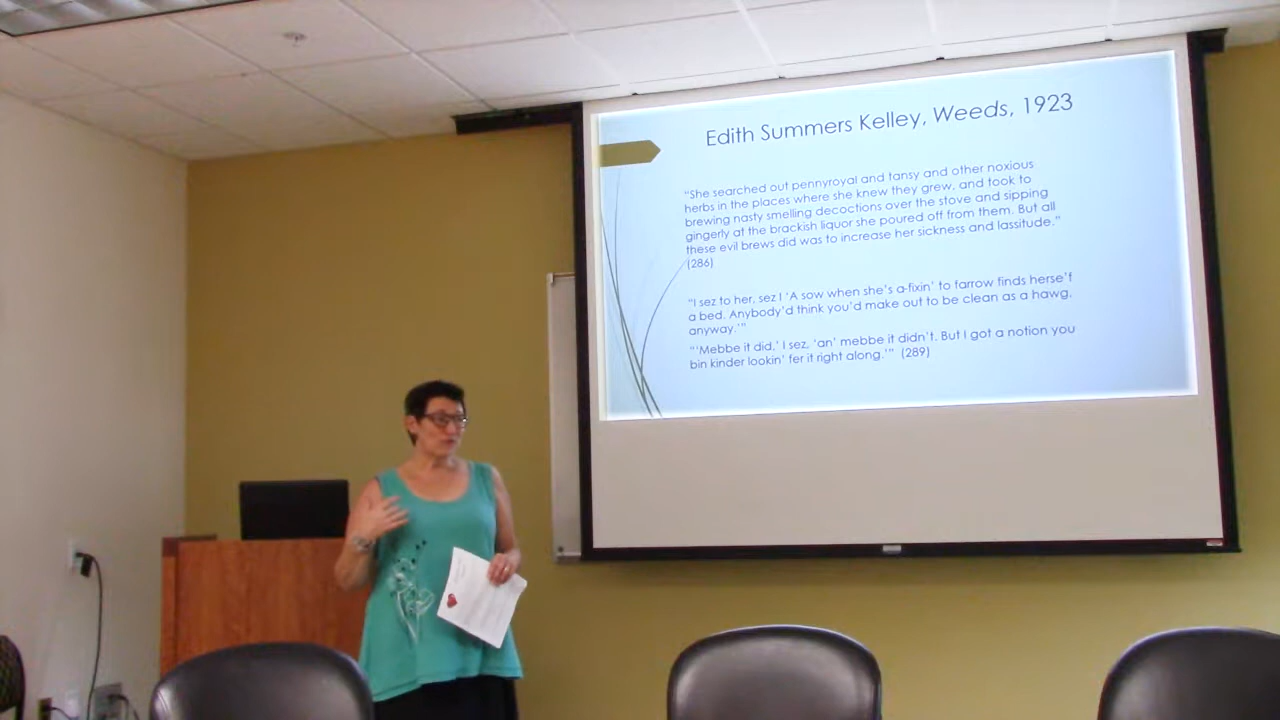 Edith Summers Kelley, Weeds, 1923
“She searched out pennyroyal and tansy and other noxious
herbs in the places where she knew they grew, and took to
brewing nasty smelling decoctions over the stove and sipping
gingerly at the brackish liquor she poured off from them. But all
these evil brews did was to increase her sickness and lassitude.”
(286)
“I sez to her, sez I ‘A sow when she’s a-fixin’ to farrow finds herse’f
a bed. Anybody’d think you’d make out to be clean as a hawg,
anyway.’”
“‘Mebbe it did,’ I sez, ‘an’ mebbe it didn’t. But I got a notion you
bin kinder lookin’ fer it right along.’” (289)